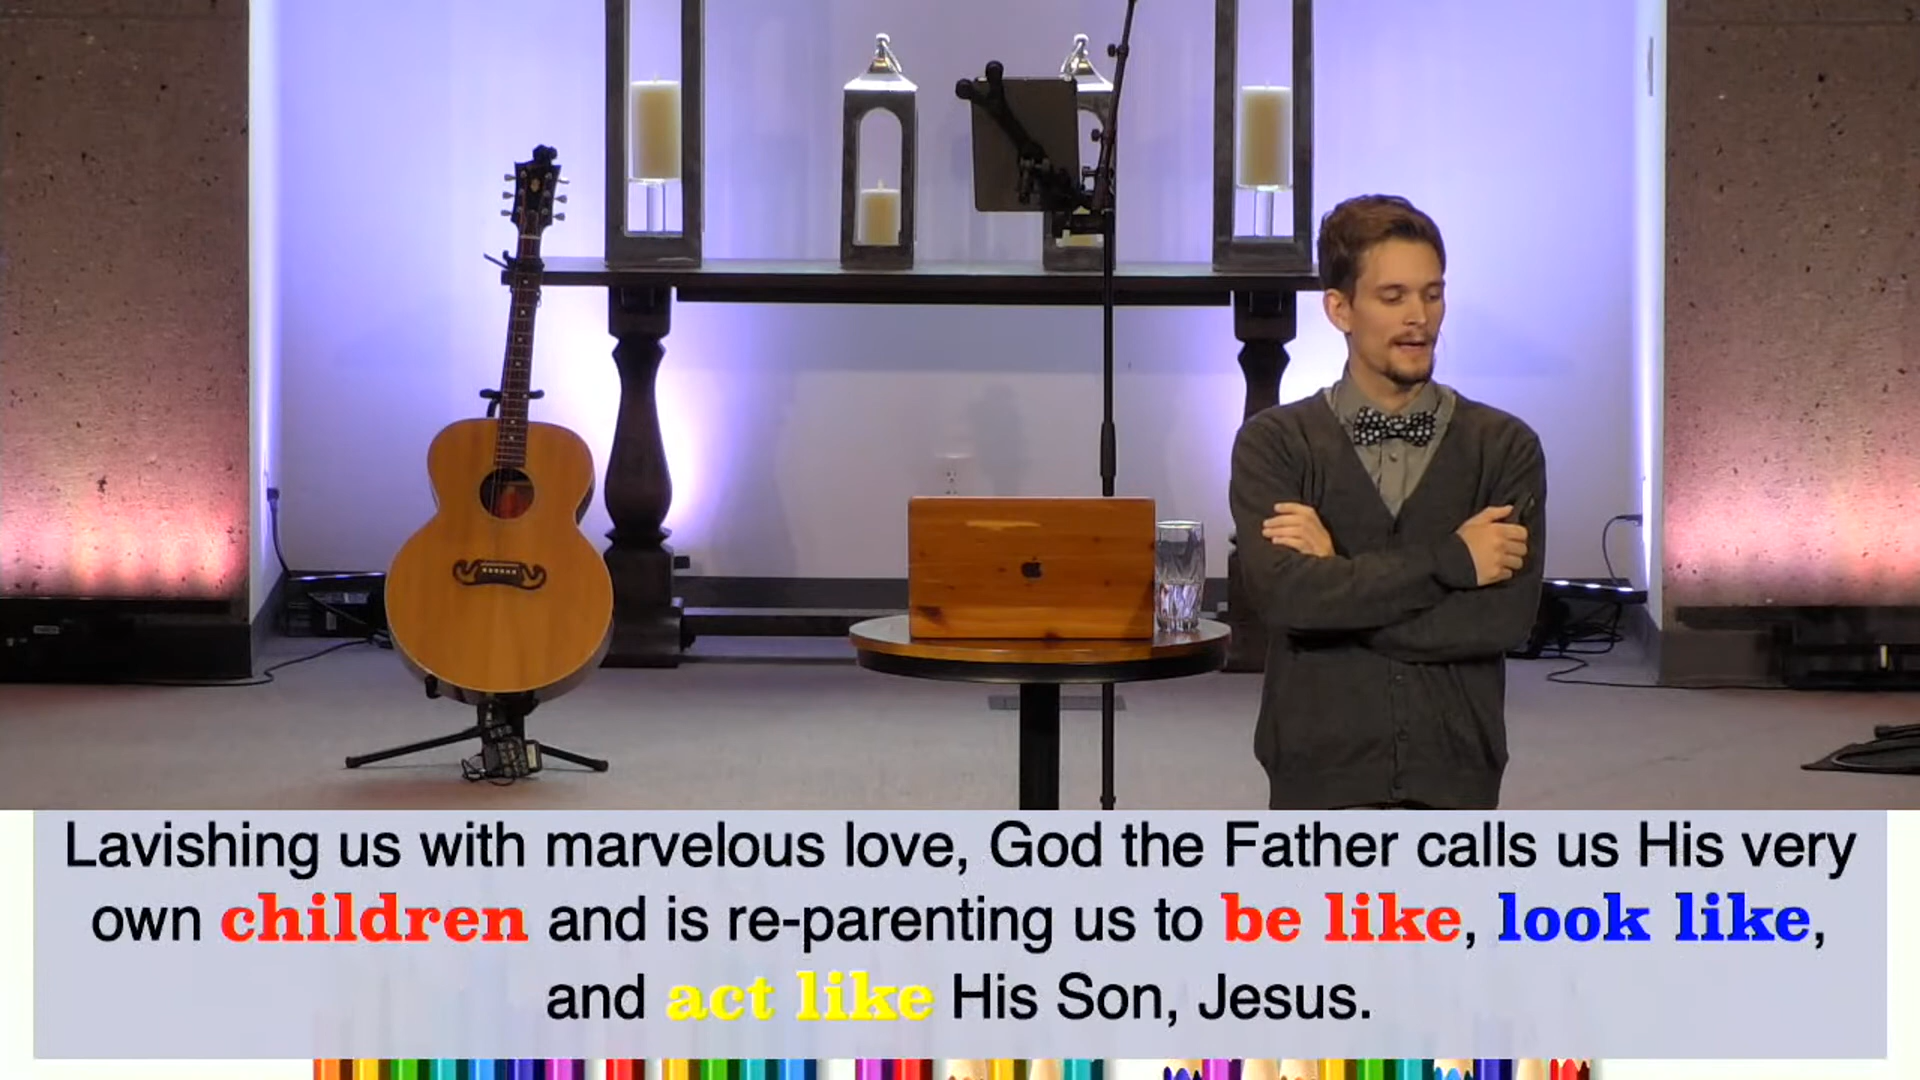 Lavishing us with marvelous love, God the Father calls us His very
own children and is re-parenting us to be like, look like,
and act like His Son, Jesus.